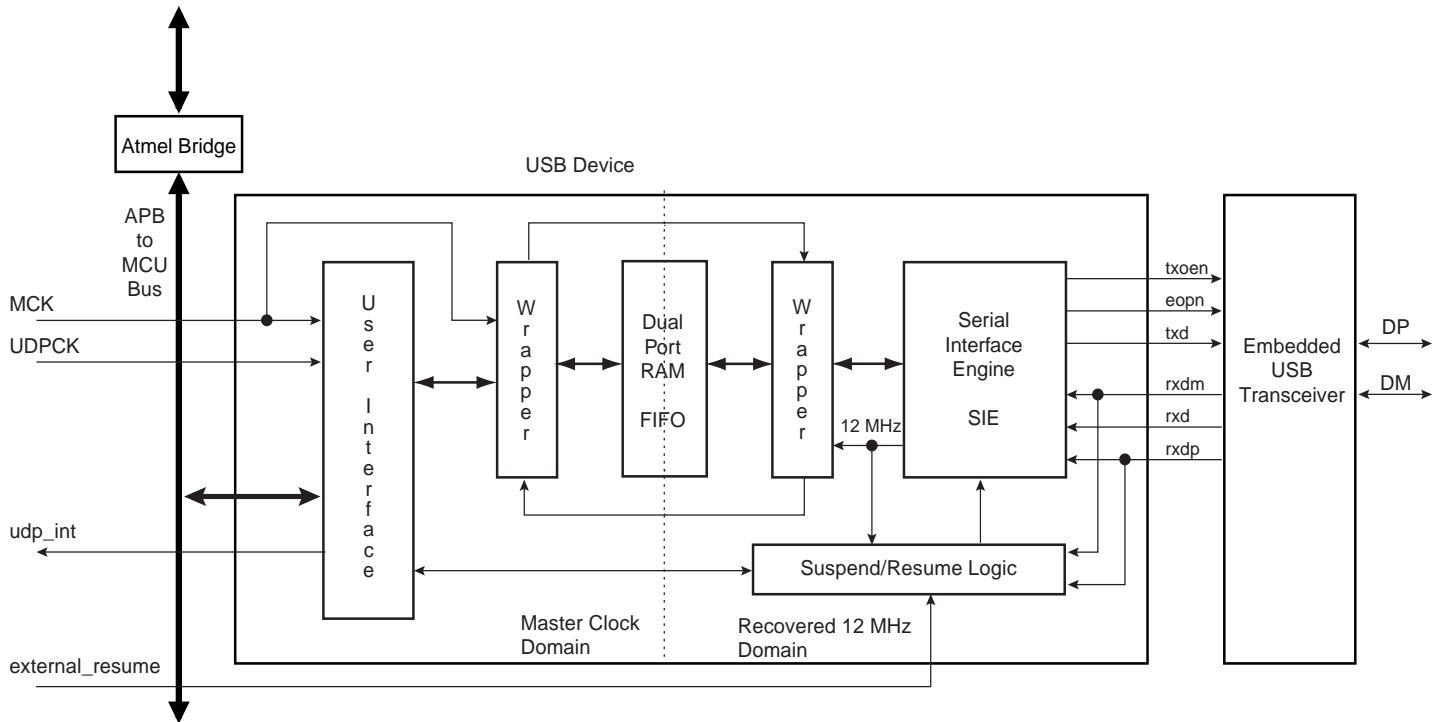 Atmel Bridge
USB Device
APB
to
MCU
Bus
MCK
UDPCK
udp_int
external_resume
User Interface
Wrapper
Dual
Port
RAM
FIFO
Wrapper
12 MHz
Serial
Interface
Engine
SIE
Suspend/Resume Logic
Master Clock
Domain
Recovered 12 MHz
Domain
txoen
eopn
txd
rxdm
rxd
rxdp
Embedded
USB
Transceiver
DP
DM